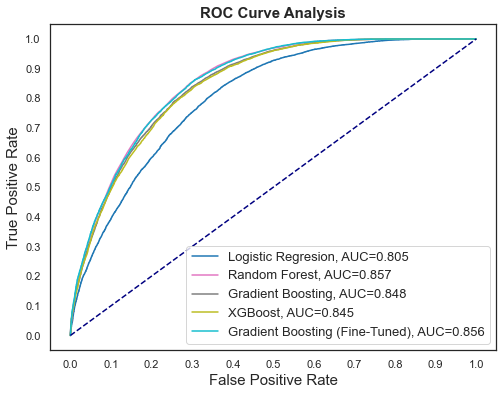 ROC Curve Analysis
True Positive Rate
1.0
0.9
0.8
0.7
0.6
0.5
0.4
0.3
0.2
0.1
0.0
Logistic Regresion, AUC=0.805
Random Forest, AUC=0.857
Gradient Boosting, AUC=0.848
XGBoost, AUC=0.845
Gradient Boosting (Fine-Tuned), AUC=0.856
0.0 0.1 0.2 0.3 0.4 0.5 0.6 0.7 0.8 0.9 1.0
False Positive Rate